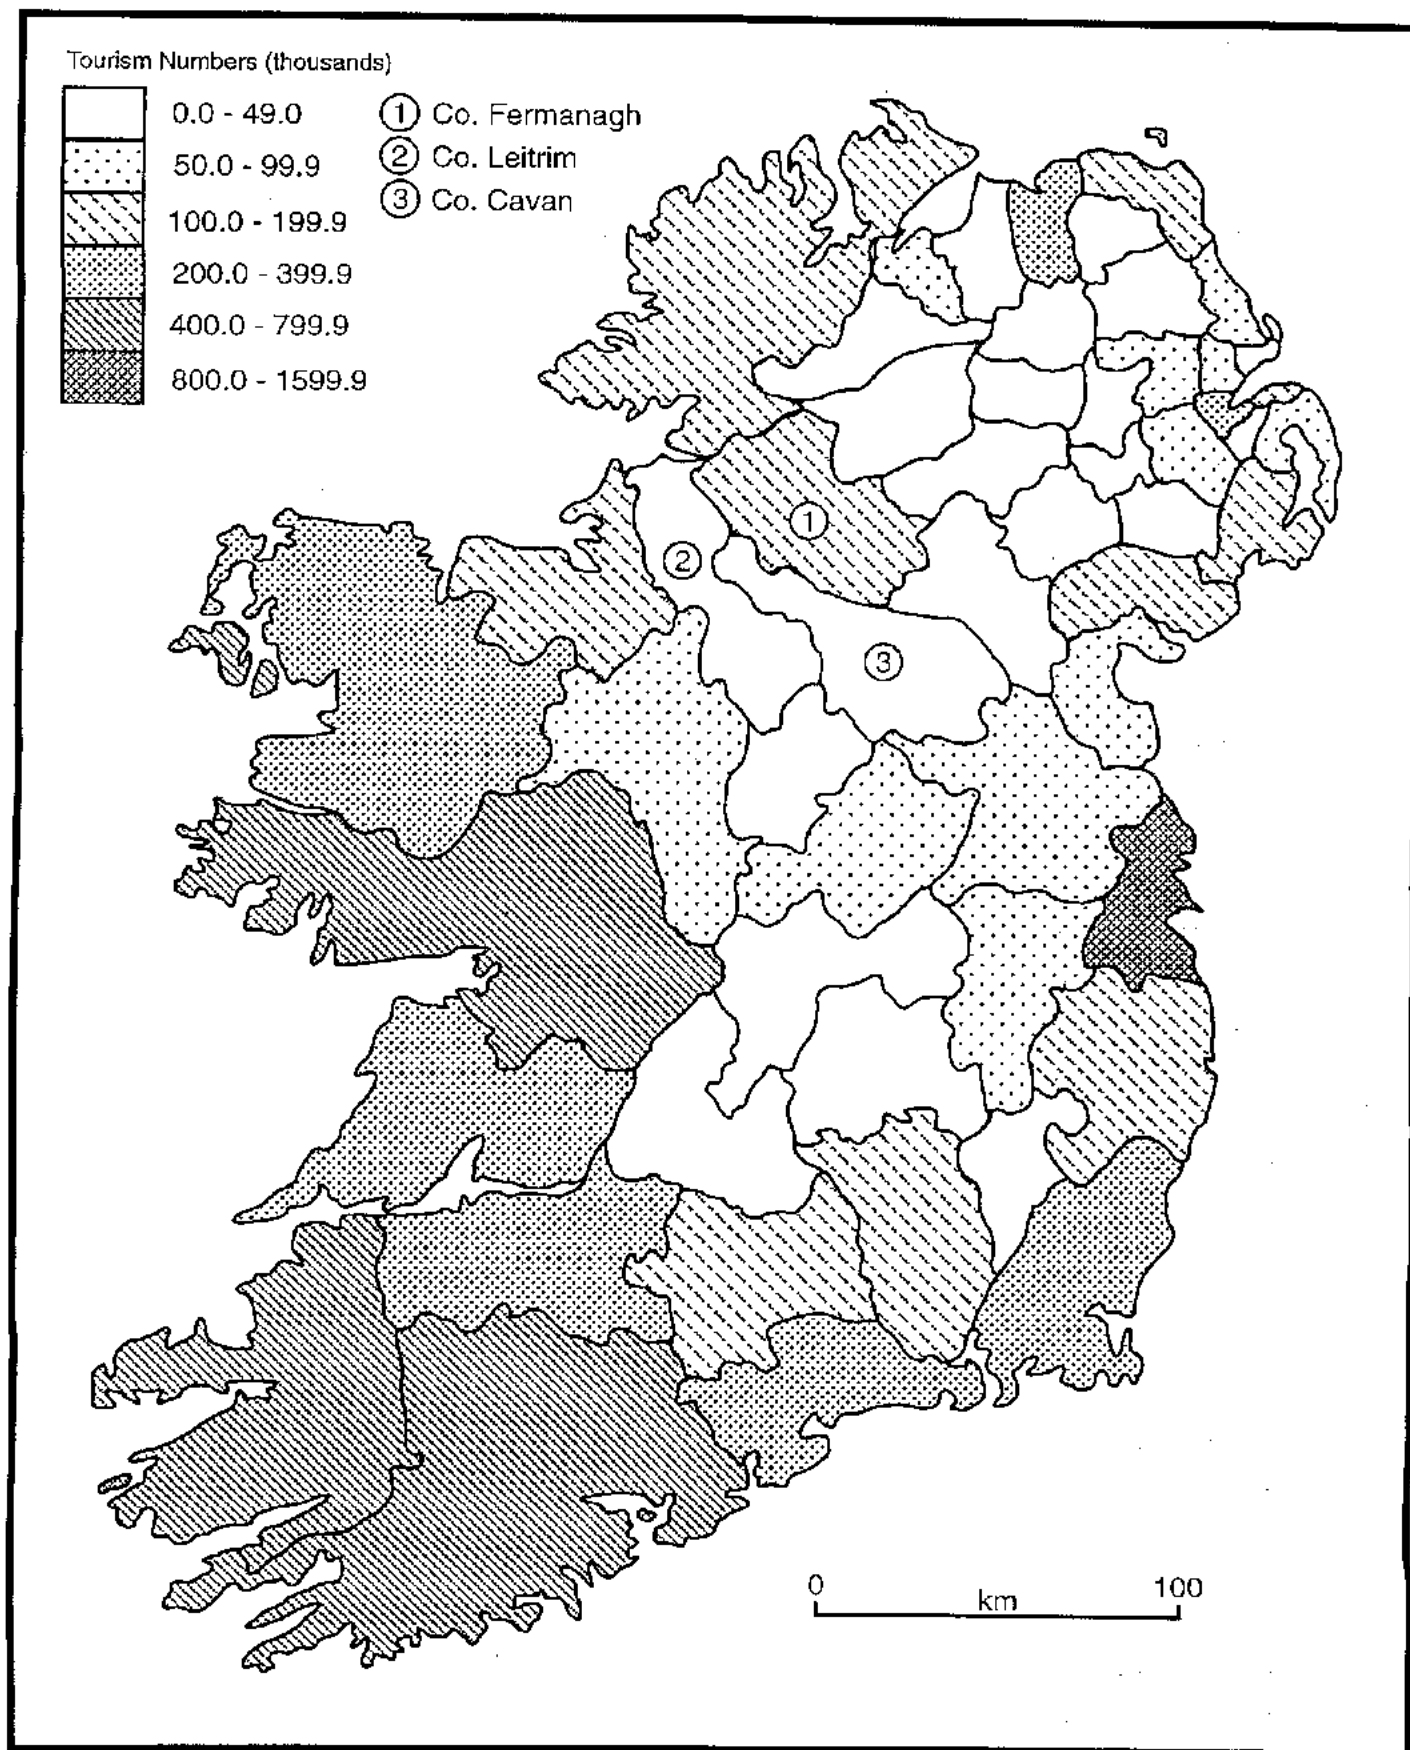 Tourism Numbers (thousands)
0.0 - 49.0
50.0 - 99.9
100.0 - 199.9
200.0 - 399.9
400.0 - 799.9
800.0 - 1599.9
① Co. Fermanagh
② Co. Leitrim
③ Co. Cavan
①
②
③
0 100
km